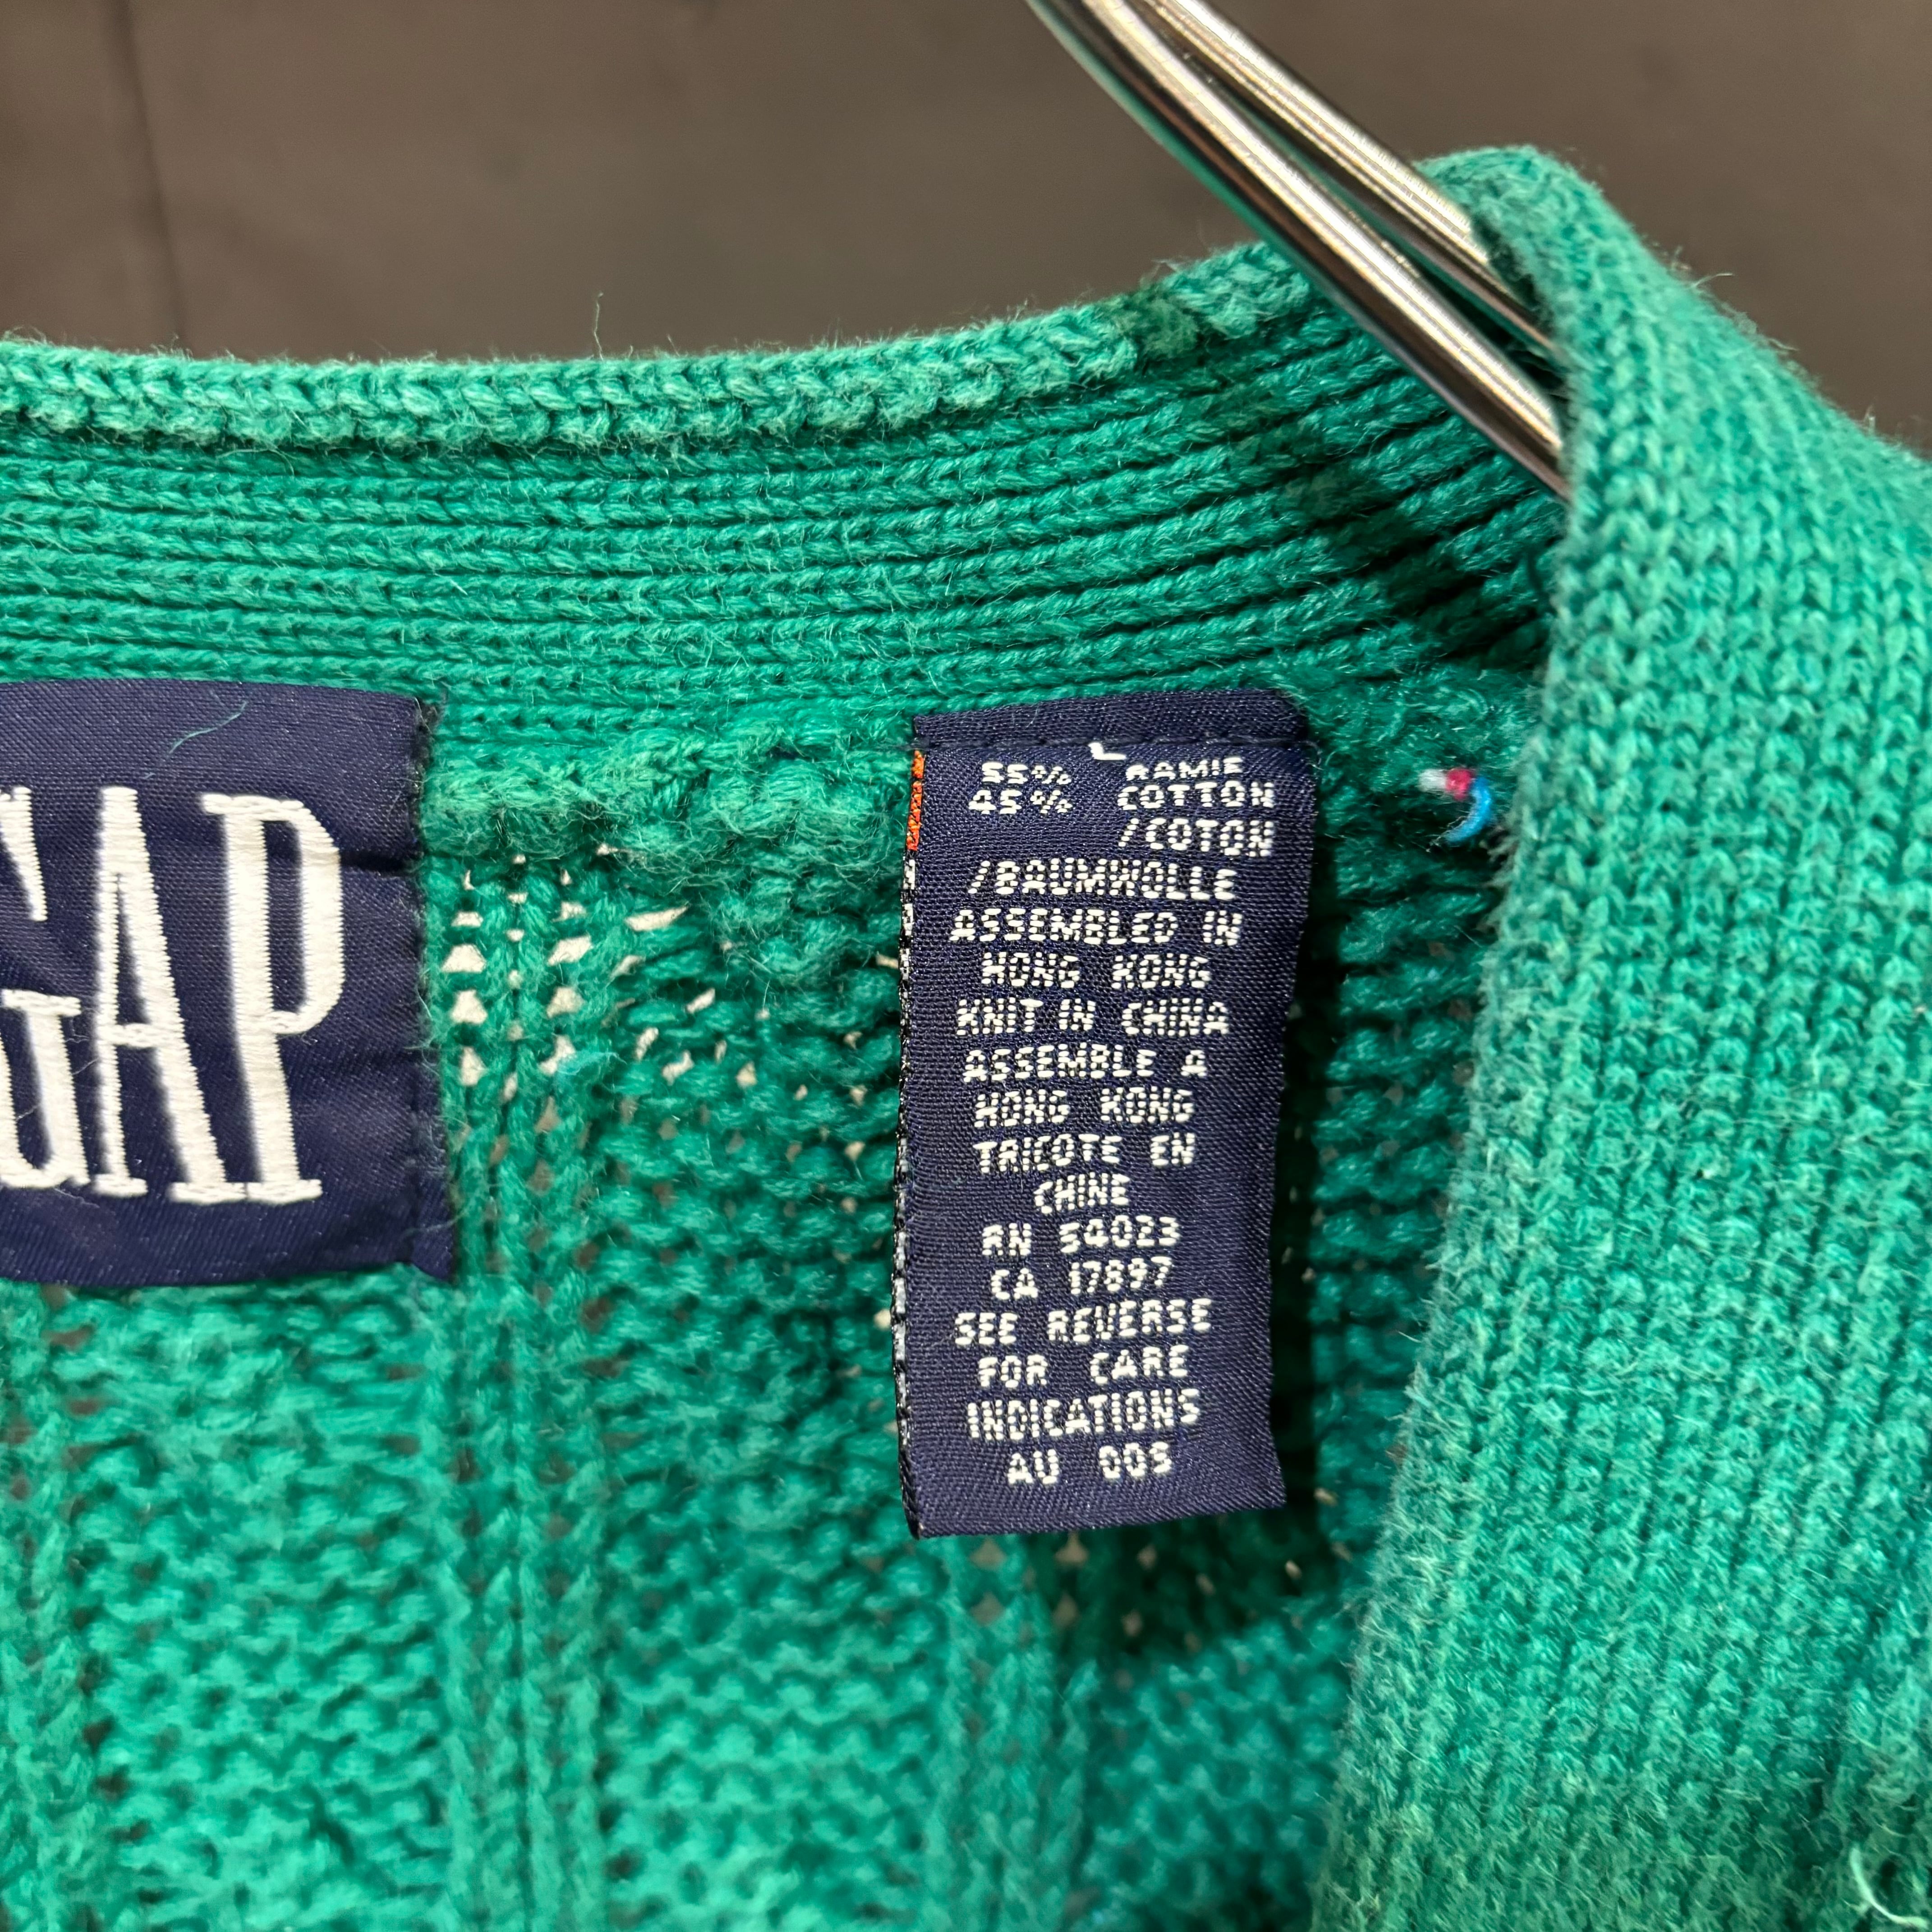 GAP
L
55% RAMIE
45% COTTON
/COTON
/BAUMWOLLE
ASSEMBLED IN
HONG KONG
KNIT IN CHINA
ASSEMBLE A
HONG KONG
TRICOTE EN
CHINE
RN 54023
CA 17897
SEE REVERSE
FOR CARE
INDICATIONS
AU DOS